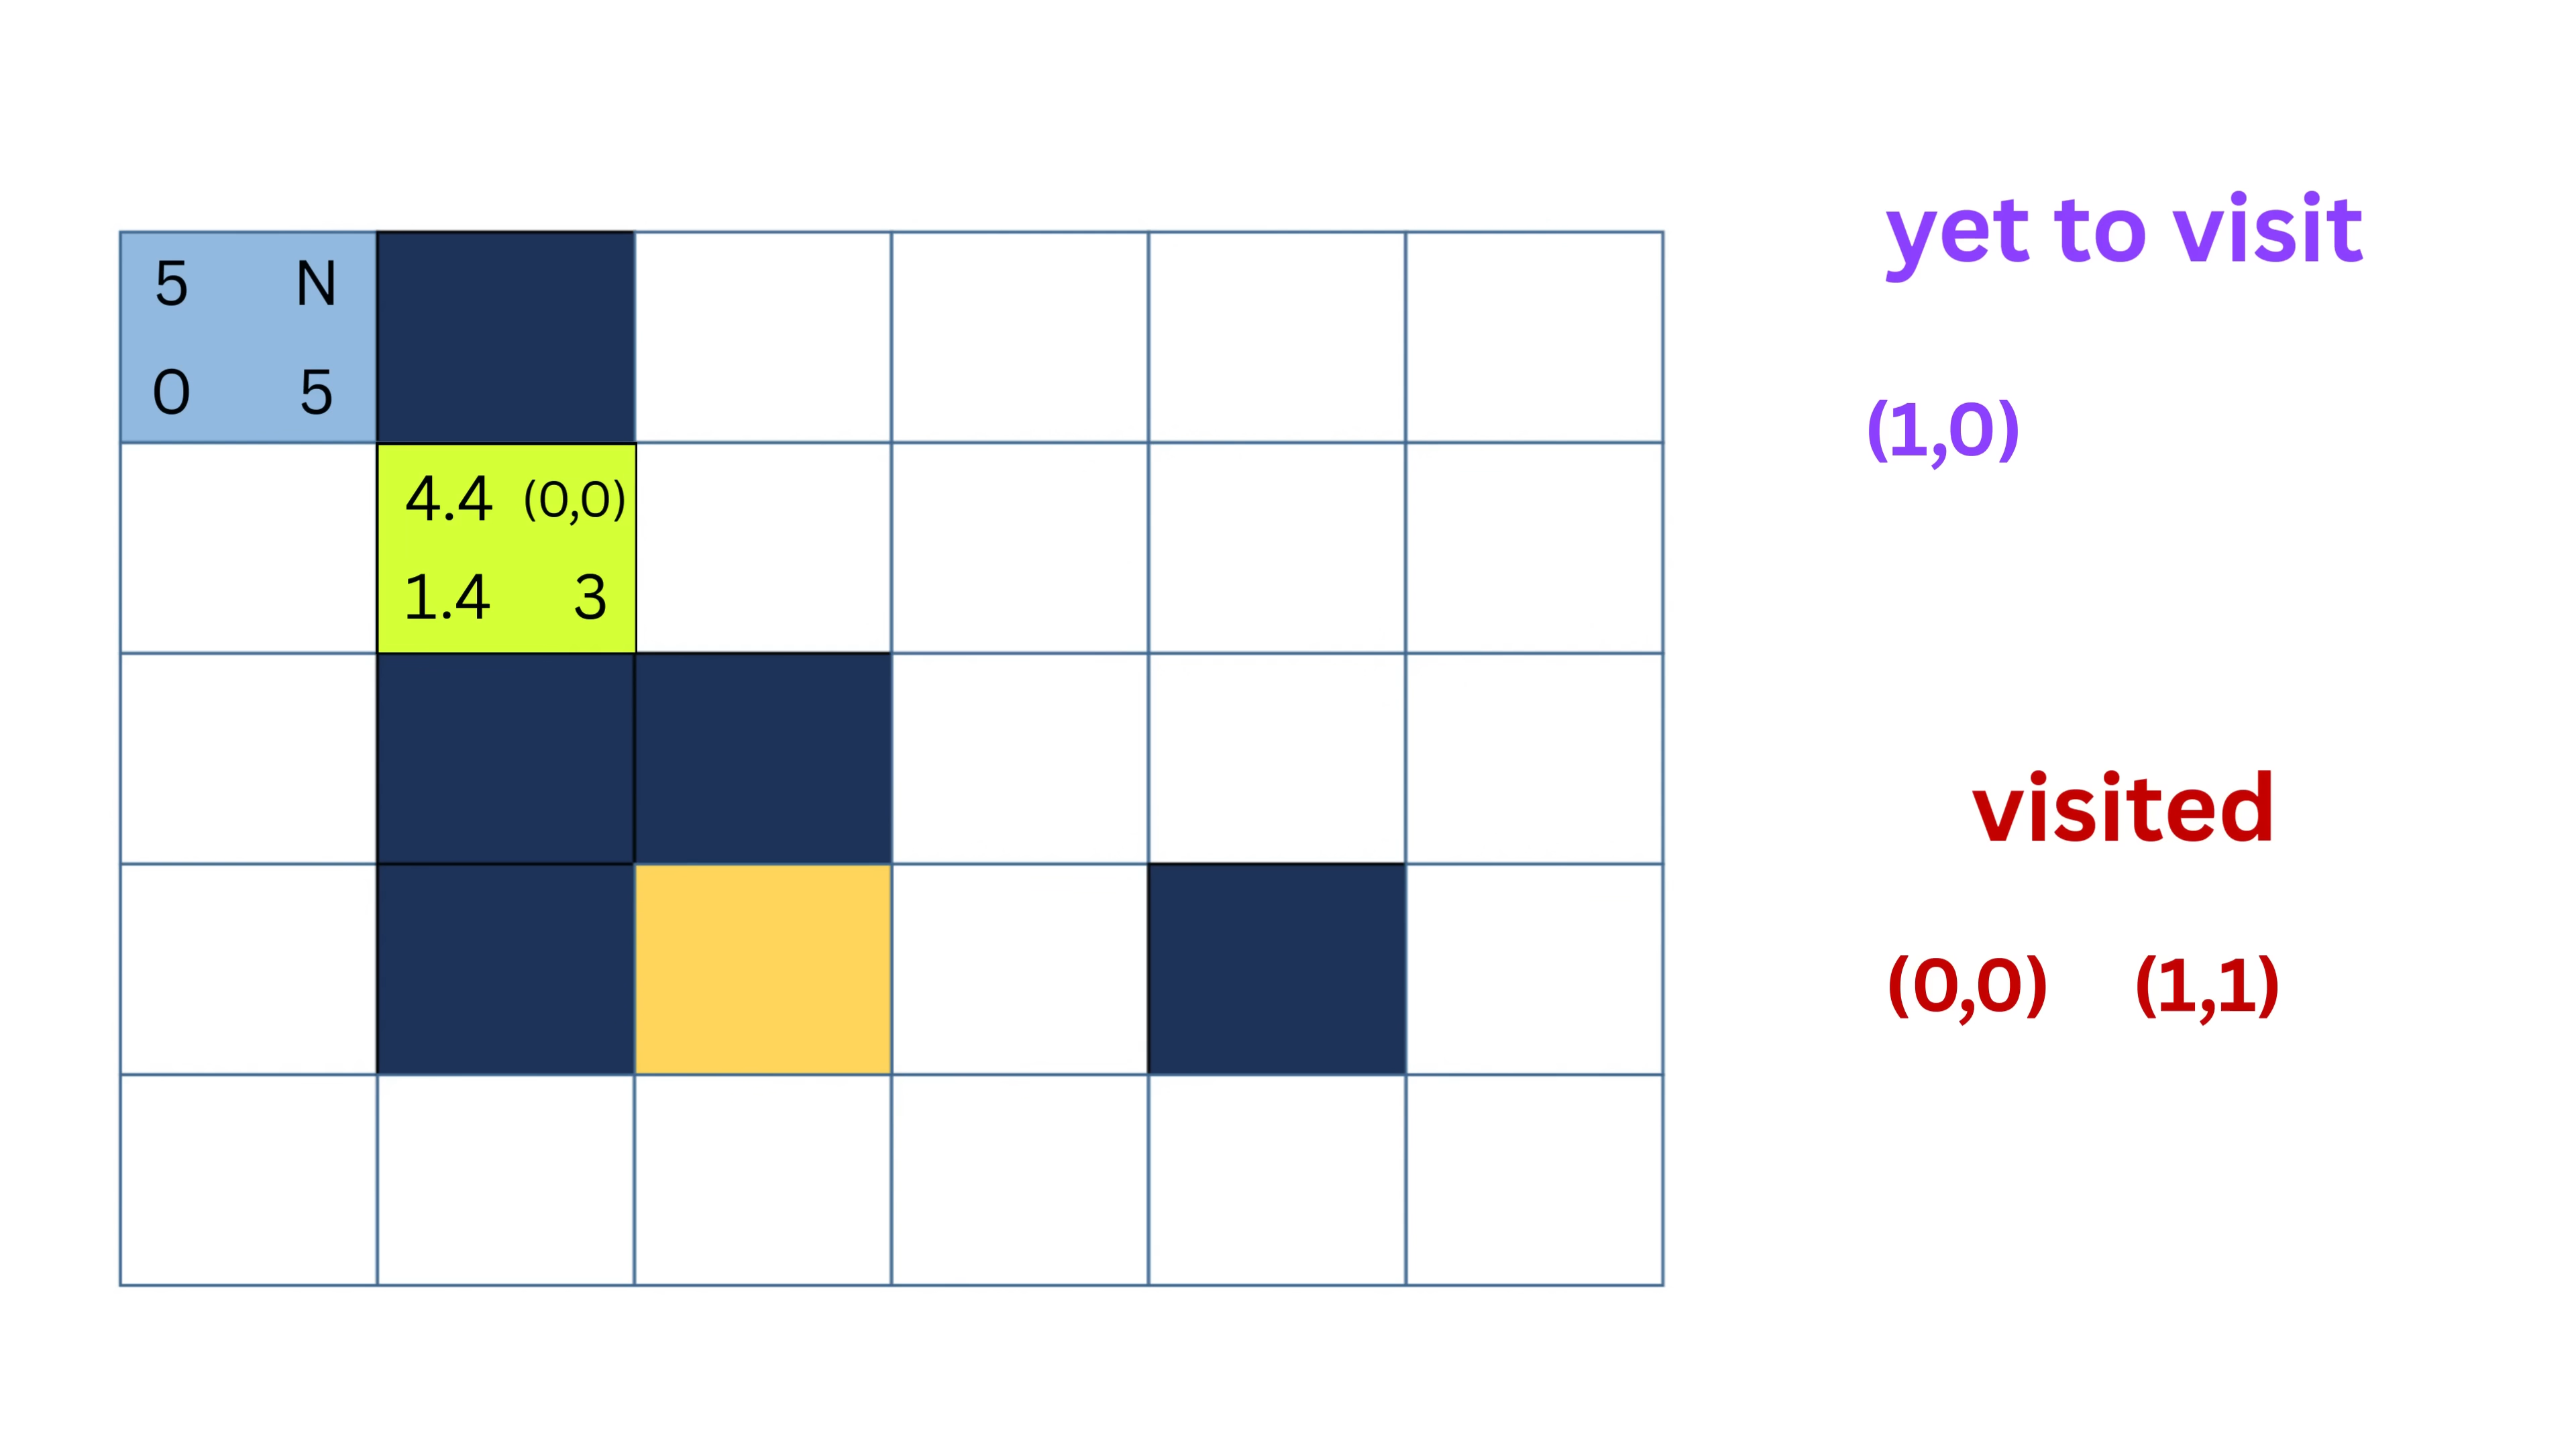 5 N
0 5
4.4 (0,0)
1.4 3
yet to visit
(1,0)
visited
(0,0) (1,1)